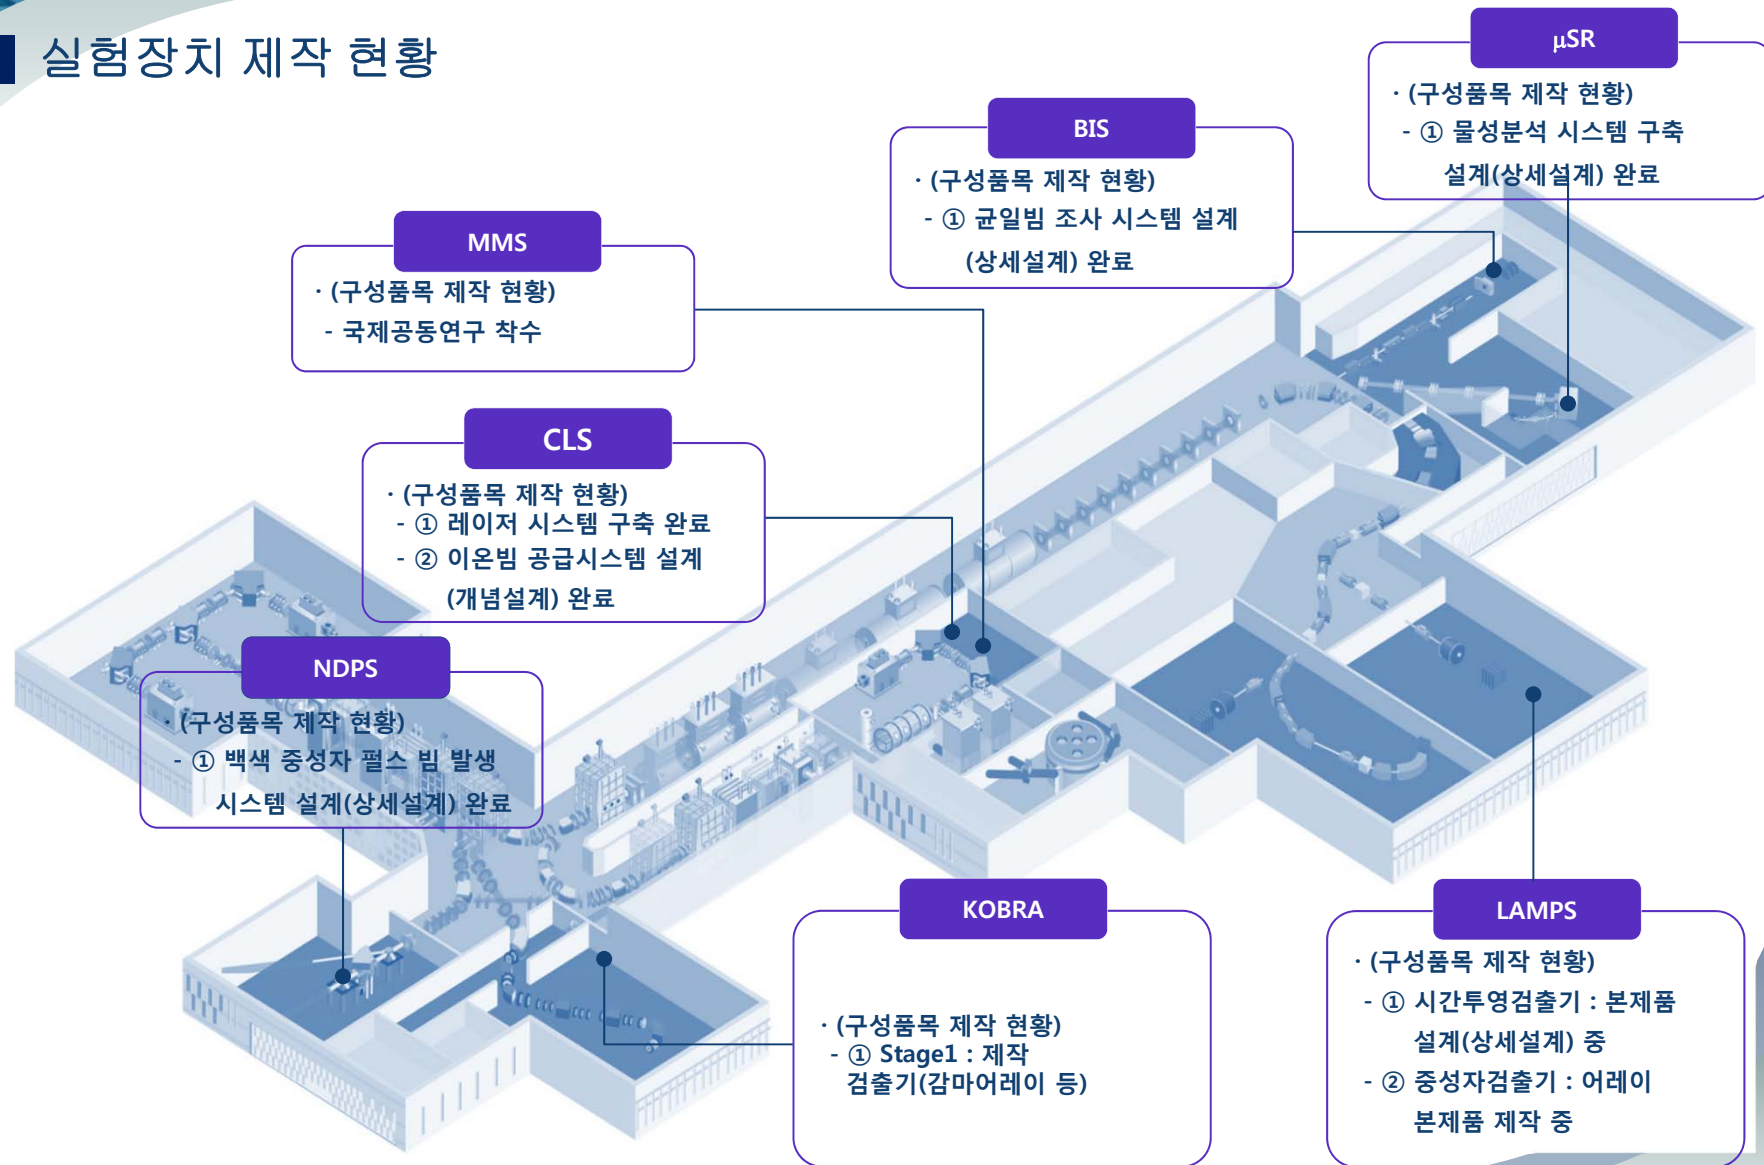 실험장치 제작 현황
μSR
· (구성품목 제작 현황)
- ① 물성분석 시스템 구축
설계(상세설계) 완료
BIS
· (구성품목 제작 현황)
- ① 균일빔 조사 시스템 설계
(상세설계) 완료
MMS
· (구성품목 제작 현황)
- 국제공동연구 착수
CLS
· (구성품목 제작 현황)
- ① 레이저 시스템 구축 완료
- ② 이온빔 공급시스템 설계
(개념설계) 완료
NDPS
· (구성품목 제작 현황)
- ① 백색 중성자 펄스 빔 발생
시스템 설계(상세설계) 완료
KOBRA
· (구성품목 제작 현황)
- ① Stage1 : 제작
검출기(감마어레이 등)
LAMPS
· (구성품목 제작 현황)
- ① 시간투영검출기 : 본제품
설계(상세설계) 중
- ② 중성자검출기 : 어레이
본제품 제작 중